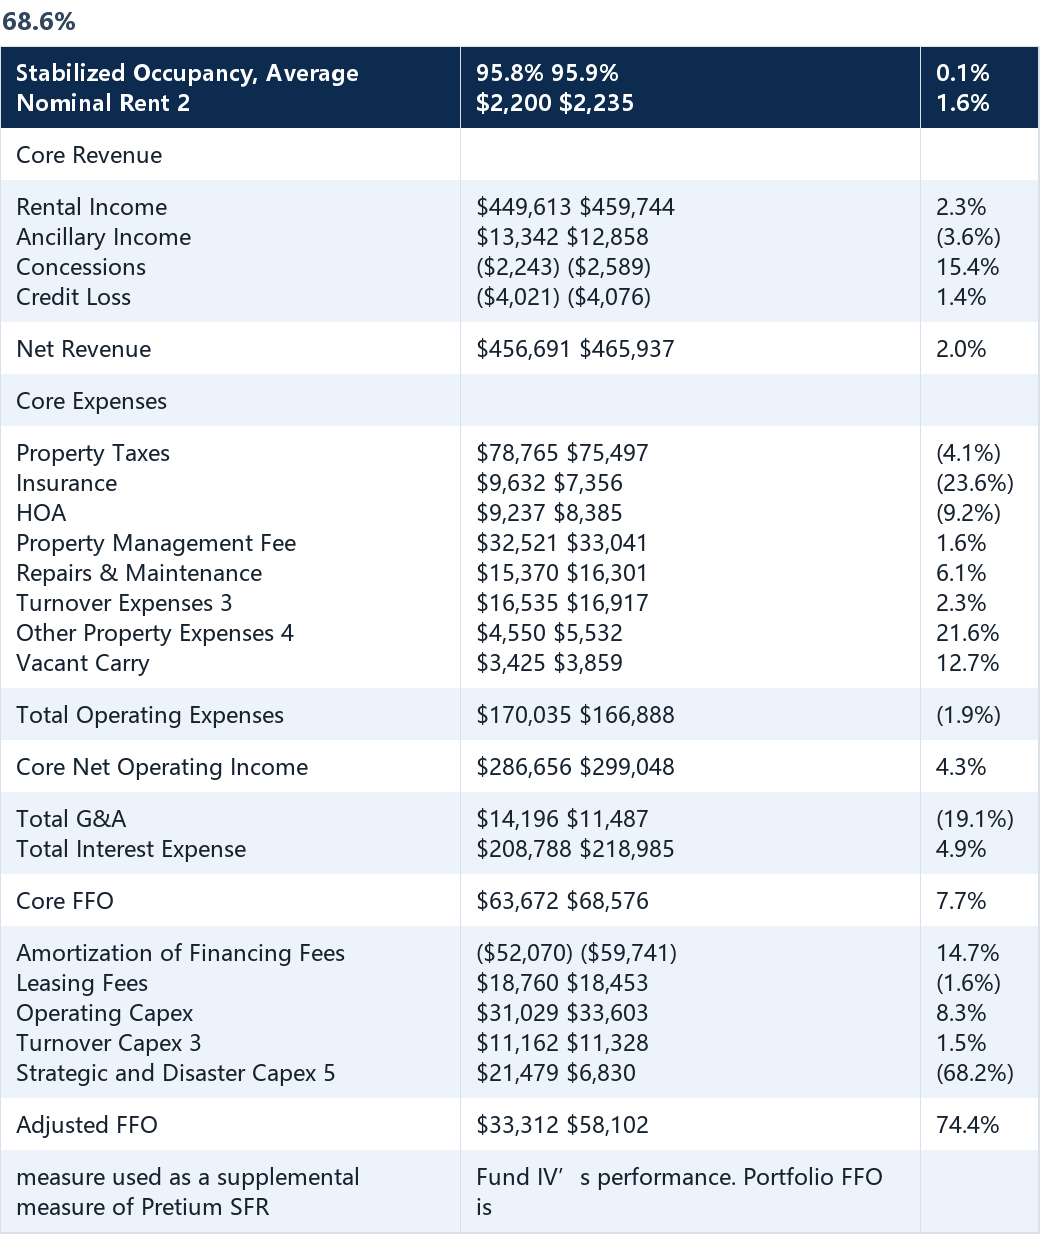 68.6%
Stabilized Occupancy, Average 95.8% 95.9% 0.1%
Nominal Rent 2 $2,200 $2,235 1.6%
Core Revenue
Rental Income $449,613 $459,744 2.3%
Ancillary Income $13,342 $12,858 (3.6%)
Concessions ($2,243) ($2,589) 15.4%
Credit Loss ($4,021) ($4,076) 1.4%
Net Revenue $456,691 $465,937 2.0%
Core Expenses
Property Taxes $78,765 $75,497 (4.1%)
Insurance $9,632 $7,356 (23.6%)
HOA $9,237 $8,385 (9.2%)
Property Management Fee $32,521 $33,041 1.6%
Repairs & Maintenance $15,370 $16,301 6.1%
Turnover Expenses 3 $16,535 $16,917 2.3%
Other Property Expenses 4 $4,550 $5,532 21.6%
Vacant Carry $3,425 $3,859 12.7%
Total Operating Expenses $170,035 $166,888 (1.9%)
Core Net Operating Income $286,656 $299,048 4.3%
Total G&A $14,196 $11,487 (19.1%)
Total Interest Expense $208,788 $218,985 4.9%
Core FFO $63,672 $68,576 7.7%
Amortization of Financing Fees ($52,070) ($59,741) 14.7%
Leasing Fees $18,760 $18,453 (1.6%)
Operating Capex $31,029 $33,603 8.3%
Turnover Capex 3 $11,162 $11,328 1.5%
Strategic and Disaster Capex 5 $21,479 $6,830 (68.2%)
Adjusted FFO $33,312 $58,102 74.4%
measure used as a supplemental Fund IV’s performance. Portfolio FFO
measure of Pretium SFR is